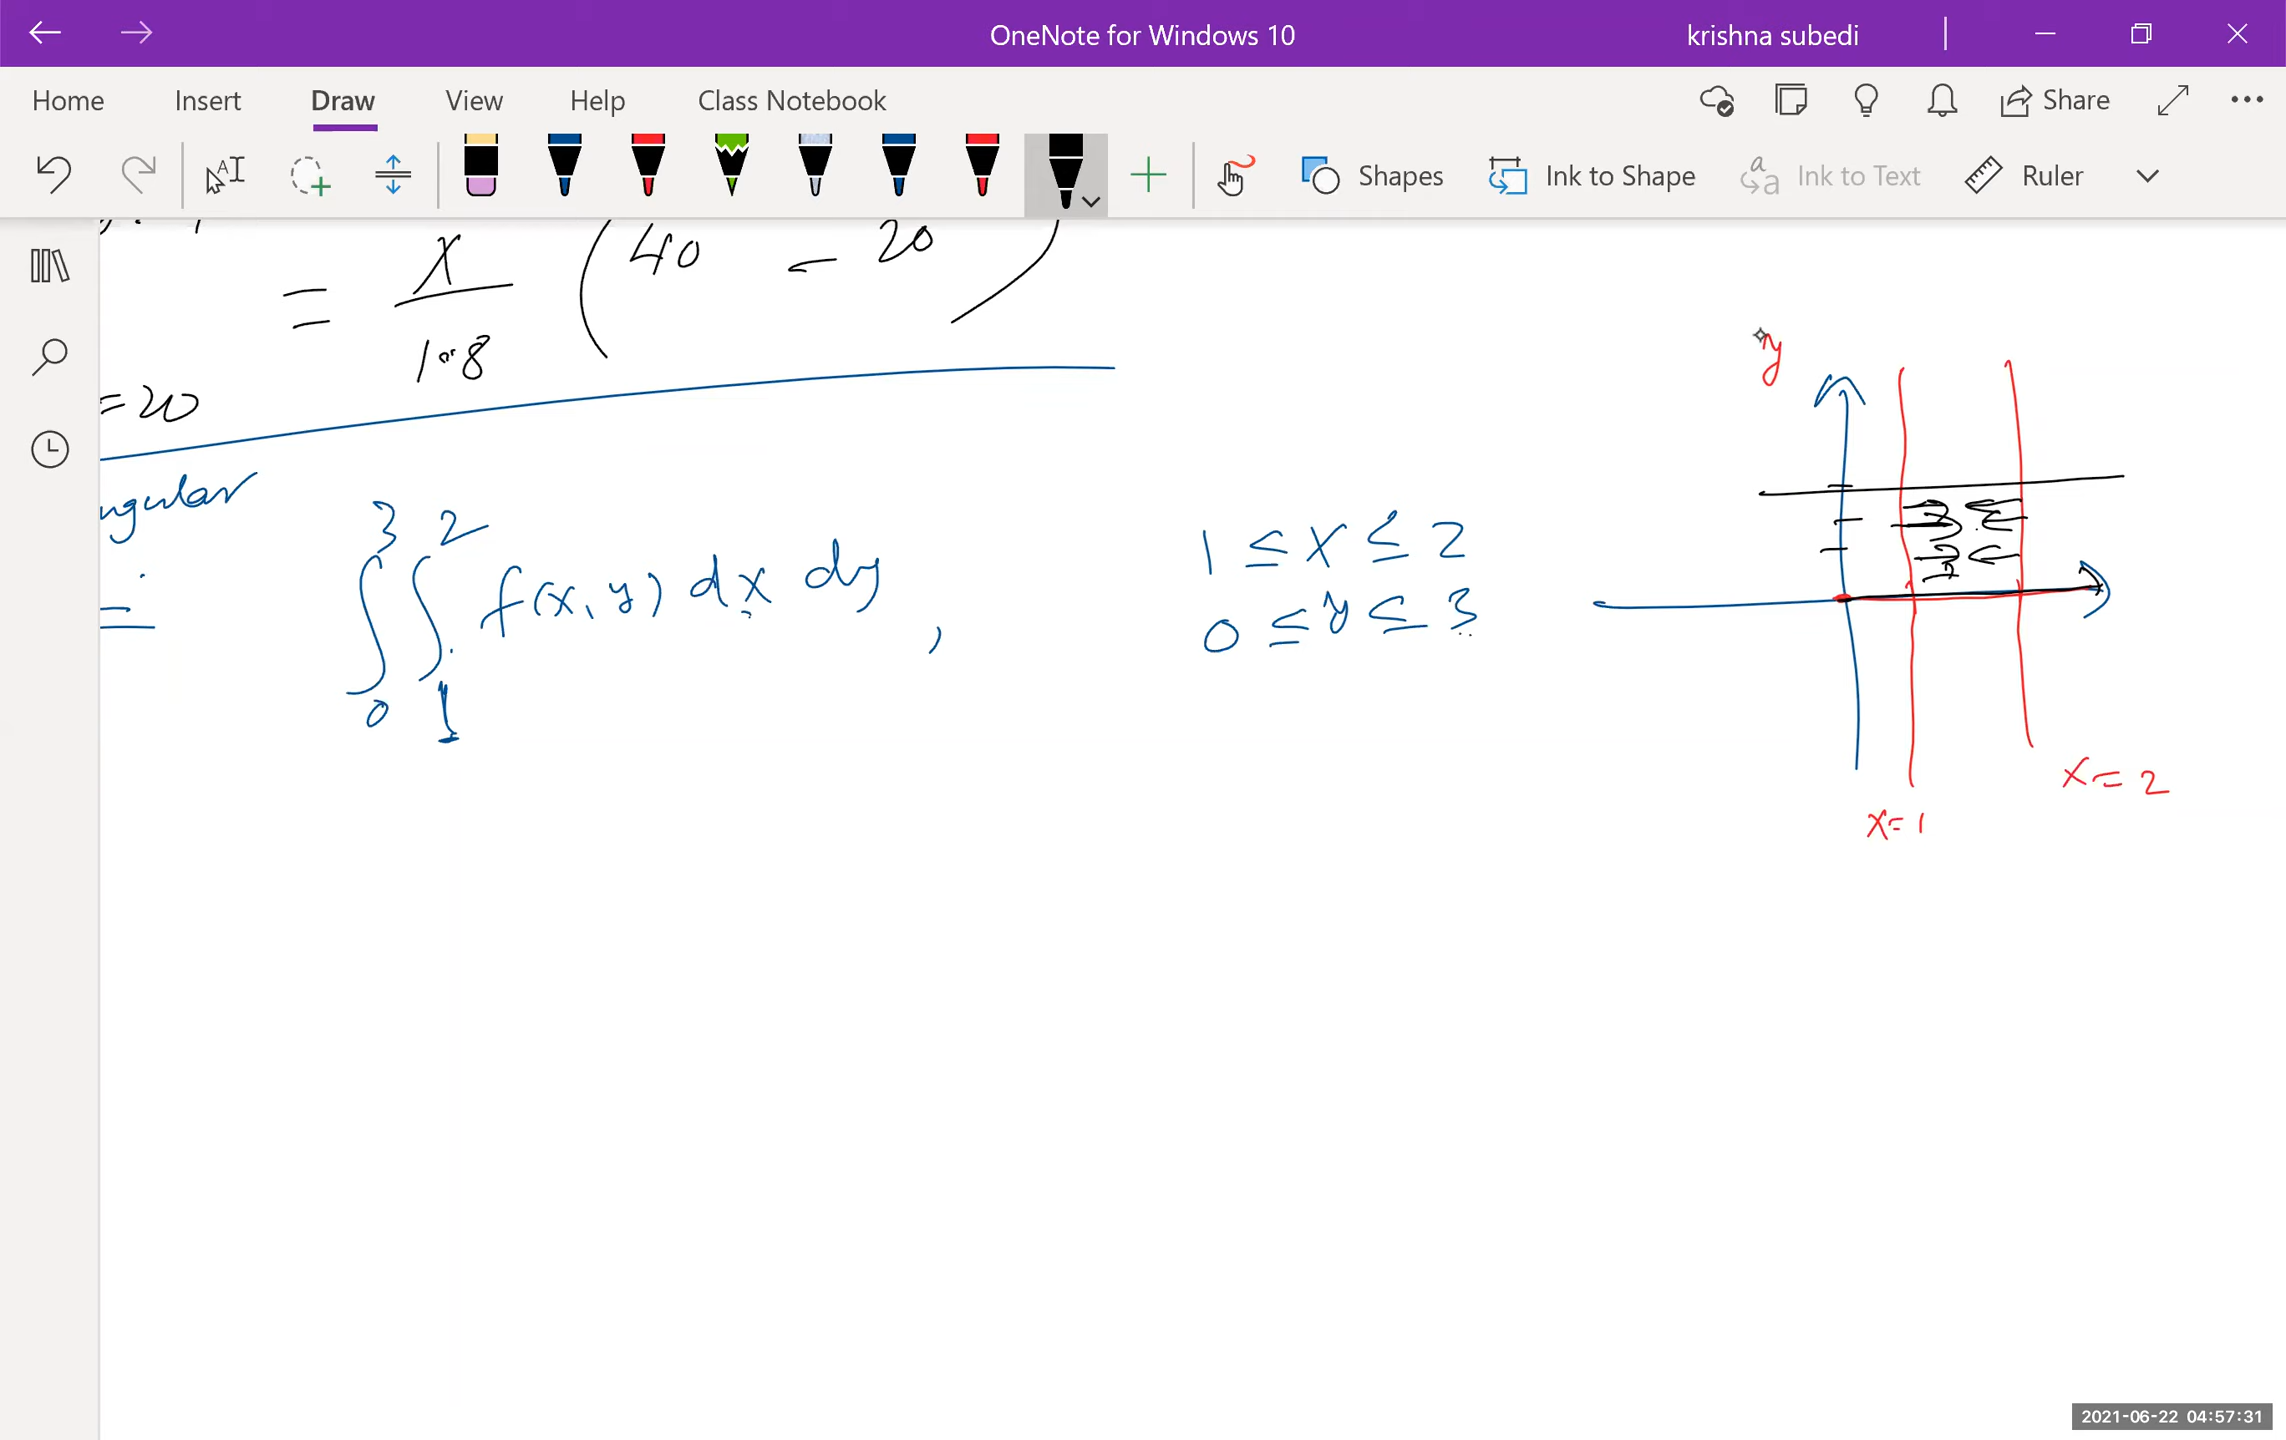 OneNote for Windows 10
krishna subedi
Home Insert Draw View Help Class Notebook
Share
Shapes Ink to Shape Ink to Text Ruler
= x/1.8 (40 - 20)
=20
ngular
∫₀³ ∫₁² f(x, y) dx dy ,
1 ≤ x ≤ 2
0 ≤ y ≤ 3
y
x = 2
x = 1
2021-06-22 04:57:31